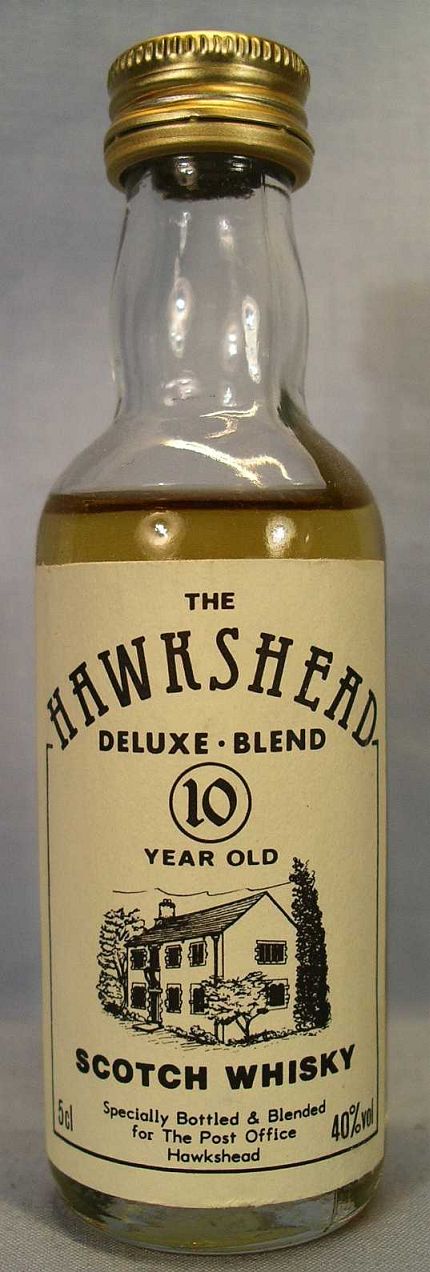 THE
HAWKSHEAD
DELUXE · BLEND
10
YEAR OLD
SCOTCH WHISKY
5cl
Specially Bottled & Blended
for The Post Office
Hawkshead
40%vol